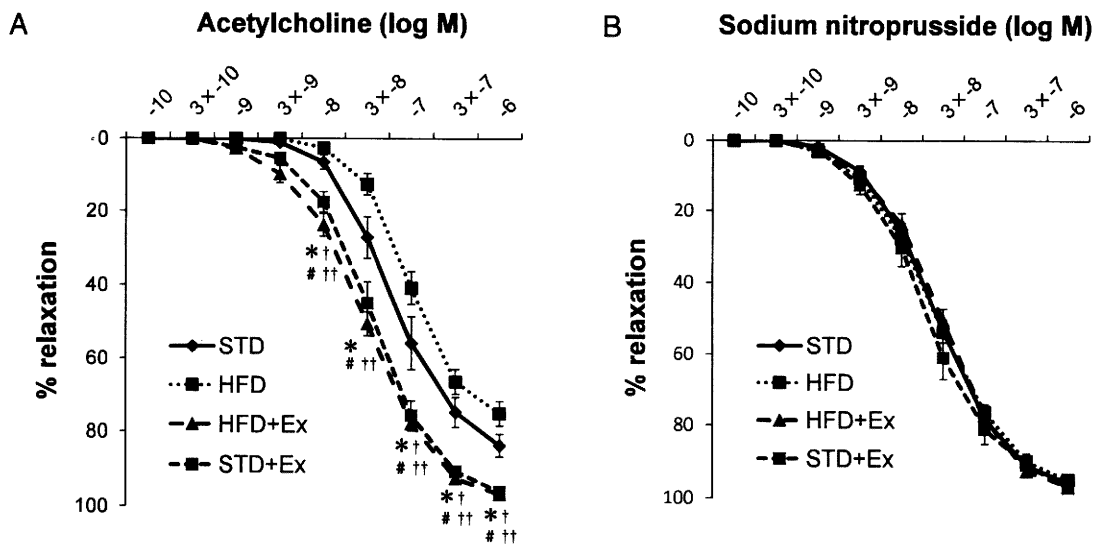 A
Acetylcholine (log M)
-10
3×-10
-9
3×-9
-8
3×-8
-7
3×-7
-6
-0
20
40
60
80
100
% relaxation
STD
HFD
HFD+Ex
STD+Ex
*†
# ††
*
# ††
*†
# ††
*†
# ††
*†
# ††
B
Sodium nitroprusside (log M)
-10
3×-10
-9
3×-9
-8
3×-8
-7
3×-7
-6
0
20
40
60
80
100
% relaxation
STD
HFD
HFD+Ex
STD+Ex